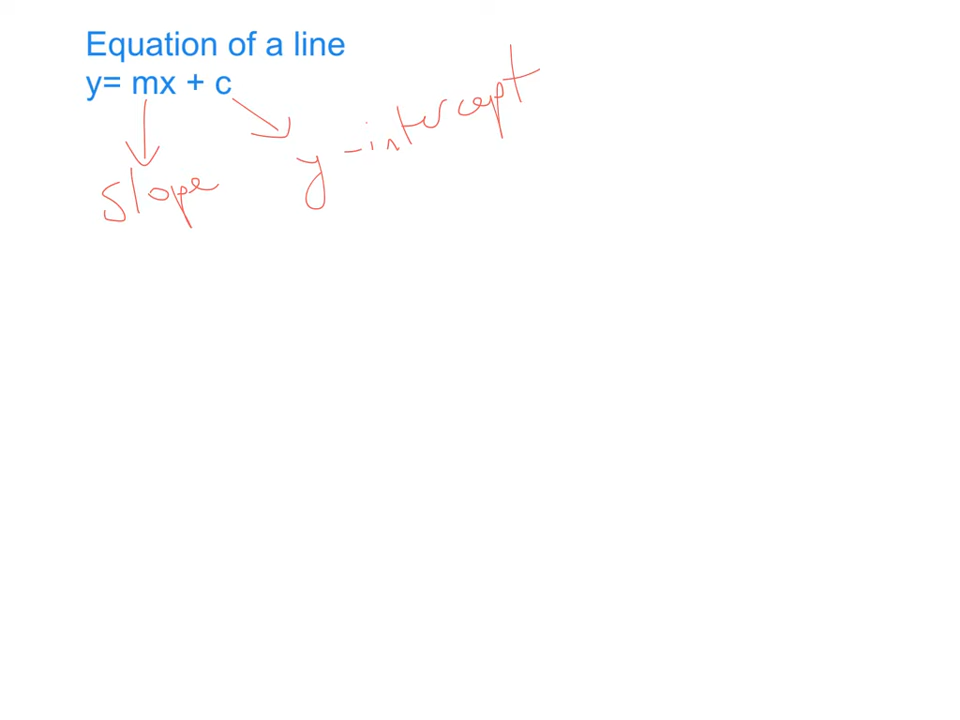 Equation of a line
y= mx + c
slope
y-intercept